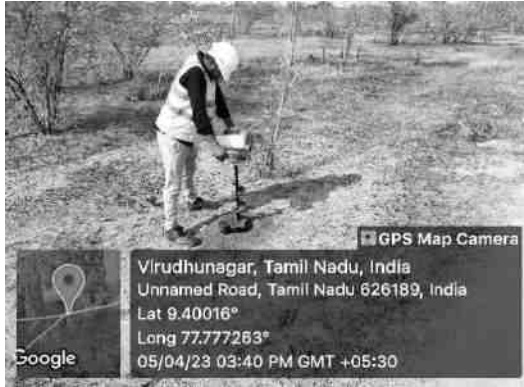 GPS Map Camera
Virudhunagar, Tamil Nadu, India
Unnamed Road, Tamil Nadu 626189, India
Lat 9.40016°
Long 77.777263°
05/04/23 03:40 PM GMT +05:30
Google